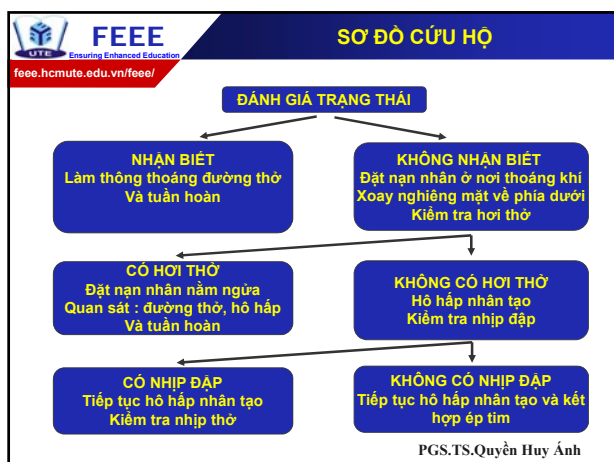 UTE
FEEE
Ensuring Enhanced Education
feee.hcmute.edu.vn/feee/
SƠ ĐỒ CỨU HỘ
ĐÁNH GIÁ TRẠNG THÁI
NHẬN BIẾT
Làm thông thoáng đường thở
Và tuần hoàn
KHÔNG NHẬN BIẾT
Đặt nạn nhân ở nơi thoáng khí
Xoay nghiêng mặt về phía dưới
Kiểm tra hơi thở
CÓ HƠI THỞ
Đặt nạn nhân nằm ngửa
Quan sát : đường thở, hô hấp
Và tuần hoàn
KHÔNG CÓ HƠI THỞ
Hô hấp nhân tạo
Kiểm tra nhịp đập
CÓ NHỊP ĐẬP
Tiếp tục hô hấp nhân tạo
Kiểm tra nhịp thở
KHÔNG CÓ NHỊP ĐẬP
Tiếp tục hô hấp nhân tạo và kết
hợp ép tim
PGS.TS.Quyền Huy Ánh